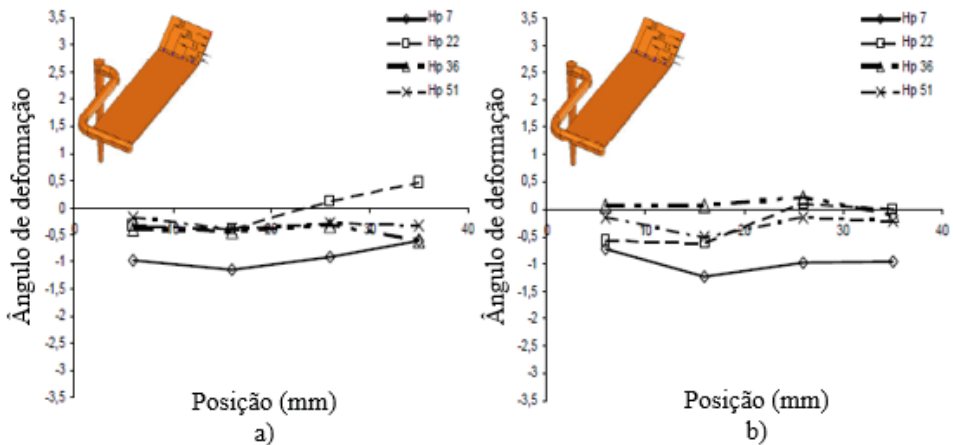 Ângulo de deformação
3,5
3
2,5
2
1,5
1
0,5
0
-0,5
-1
-1,5
-2
-2,5
-3
-3,5
0
10
20
30
40
Hp 7
Hp 22
Hp 36
Hp 51
Posição (mm)
a)
Ângulo de deformação
3,5
3
2,5
2
1,5
1
0,5
0
-0,5
-1
-1,5
-2
-2,5
-3
-3,5
0
10
20
30
40
Hp 7
Hp 22
Hp 36
Hp 51
Posição (mm)
b)